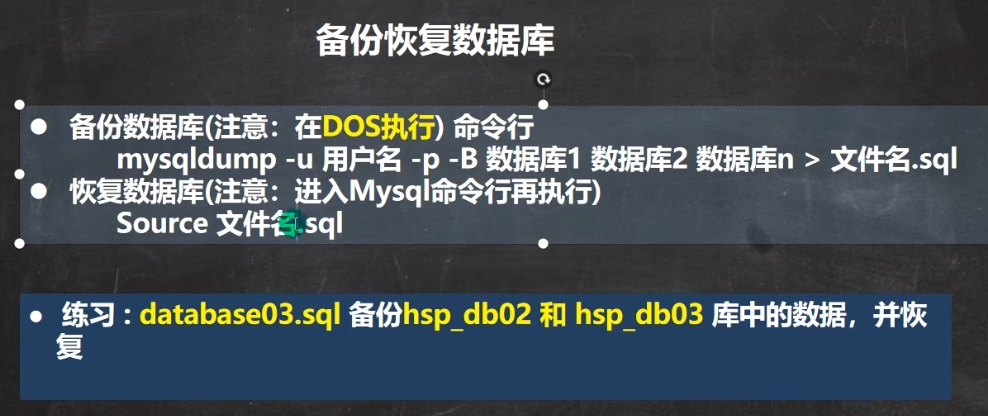 备份恢复数据库
● 备份数据库(注意：在DOS执行) 命令行
mysqldump -u 用户名 -p -B 数据库1 数据库2 数据库n > 文件名.sql
● 恢复数据库(注意：进入Mysql命令行再执行)
Source 文件名.sql
● 练习 : database03.sql 备份hsp_db02 和 hsp_db03 库中的数据，并恢
复